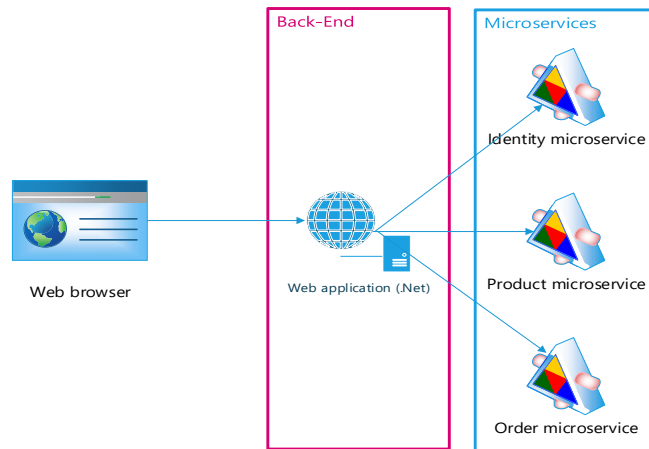 Back-End
Microservices
Identity microservice
Web browser
Web application (.Net)
Product microservice
Order microservice